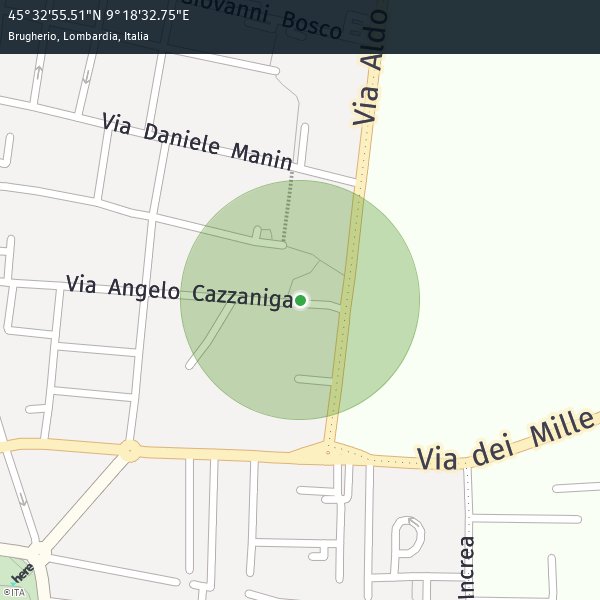 45°32'55.51"N 9°18'32.75"E
Brugherio, Lombardia, Italia
Giovanni Bosco
Via Aldo
Via Daniele Manin
Via Angelo Cazzaniga
Via dei Mille
Increa
here
©ITA